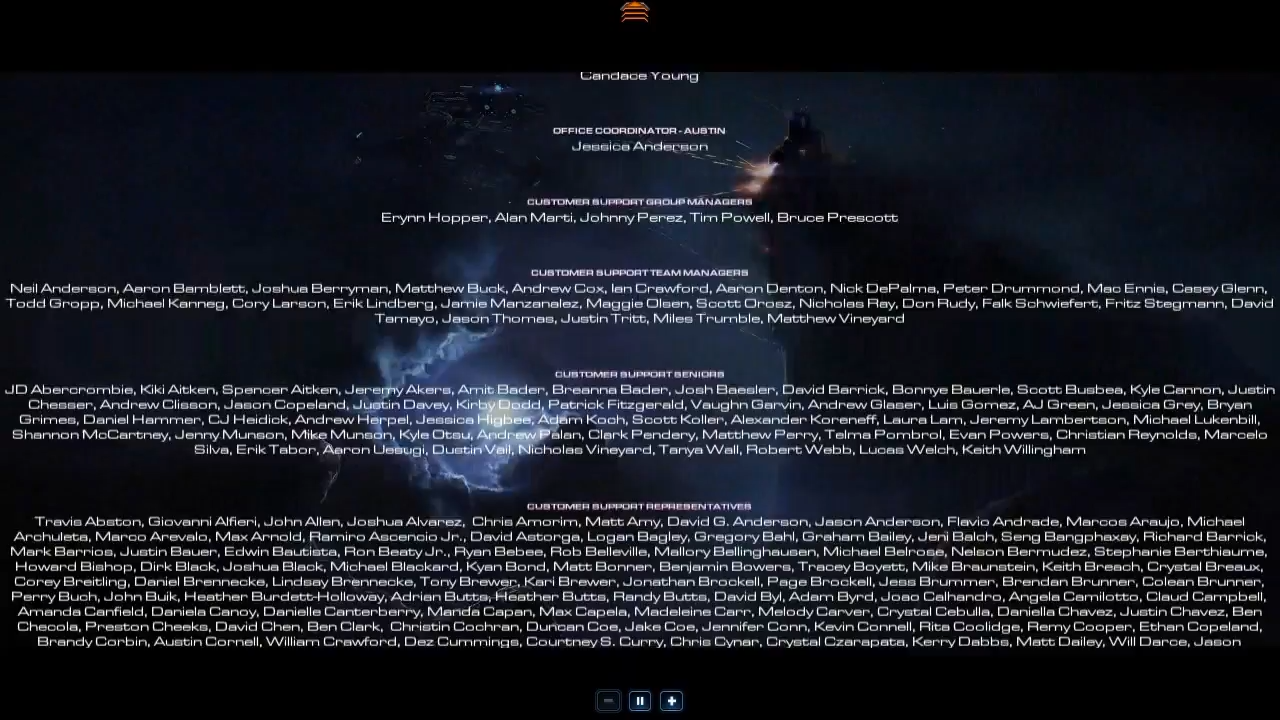 Candace Young
OFFICE COORDINATOR - AUSTIN
Jessica Anderson
CUSTOMER SUPPORT GROUP MANAGERS
Erynn Hopper, Alan Marti, Johnny Perez, Tim Powell, Bruce Prescott
CUSTOMER SUPPORT TEAM MANAGERS
Neil Anderson, Aaron Bamblett, Joshua Berryman, Matthew Buck, Andrew Cox, Ian Crawford, Aaron Denton, Nick DePalma, Peter Drummond, Mac Ennis, Casey Glenn,
Todd Gropp, Michael Kanneg, Cory Larson, Erik Lindberg, Jamie Manzanalez, Maggie Olsen, Scott Orosz, Nicholas Ray, Don Rudy, Falk Schwiefert, Fritz Stegmann, David
Tamayo, Jason Thomas, Justin Tritt, Miles Trumble, Matthew Vineyard
CUSTOMER SUPPORT SENIORS
JD Abercrombie, Kiki Aitken, Spencer Aitken, Jeremy Akers, Amit Bader, Breanna Bader, Josh Baesler, David Barrick, Bonnye Bauerle, Scott Busbea, Kyle Cannon, Justin
Chesser, Andrew Clisson, Jason Copeland, Justin Davey, Kirby Dodd, Patrick Fitzgerald, Vaughn Garvin, Andrew Glaser, Luis Gomez, AJ Green, Jessica Grey, Bryan
Grimes, Daniel Hammer, CJ Heidick, Andrew Herpel, Jessica Higbee, Adam Koch, Scott Koller, Alexander Koreneff, Laura Lam, Jeremy Lambertson, Michael Lukenbill,
Shannon McCartney, Jenny Munson, Mike Munson, Kyle Otsu, Andrew Palan, Clark Pendery, Matthew Perry, Telma Pombrol, Evan Powers, Christian Reynolds, Marcelo
Silva, Erik Tabor, Aaron Uesugi, Dustin Vail, Nicholas Vineyard, Tanya Wall, Robert Webb, Lucas Welch, Keith Willingham
CUSTOMER SUPPORT REPRESENTATIVES
Travis Abston, Giovanni Alfieri, John Allen, Joshua Alvarez, Chris Amorim, Matt Amy, David G. Anderson, Jason Anderson, Flavio Andrade, Marcos Araujo, Michael
Archuleta, Marco Arevalo, Max Arnold, Ramiro Ascencio Jr., David Astorga, Logan Bagley, Gregory Bahl, Graham Bailey, Jeni Balch, Seng Bangphaxay, Richard Barrick,
Mark Barrios, Justin Bauer, Edwin Bautista, Ron Beaty Jr., Ryan Bebee, Rob Belleville, Mallory Bellinghausen, Michael Belrose, Nelson Bermudez, Stephanie Berthiaume,
Howard Bishop, Dirk Black, Joshua Black, Michael Blackard, Kyan Bond, Matt Bonner, Benjamin Bowers, Tracey Boyett, Mike Braunstein, Keith Breach, Crystal Breaux,
Corey Breitling, Daniel Brennecke, Lindsay Brennecke, Tony Brewer, Kari Brewer, Jonathan Brockell, Page Brockell, Jess Brummer, Brendan Brunner, Colean Brunner,
Perry Buch, John Buik, Heather Burdett-Holloway, Adrian Butts, Heather Butts, Randy Butts, David Byl, Adam Byrd, Joao Calhandro, Angela Camilotto, Claud Campbell,
Amanda Canfield, Daniela Canoy, Danielle Canterberry, Manda Capan, Max Capela, Madeleine Carr, Melody Carver, Crystal Cebulla, Daniella Chavez, Justin Chavez, Ben
Checola, Preston Cheeks, David Chen, Ben Clark, Christin Cochran, Duncan Coe, Jake Coe, Jennifer Conn, Kevin Connell, Rita Coolidge, Remy Cooper, Ethan Copeland,
Brandy Corbin, Austin Cornell, William Crawford, Dez Cummings, Courtney S. Curry, Chris Cynar, Crystal Czarapata, Kerry Dabbs, Matt Dailey, Will Darce, Jason